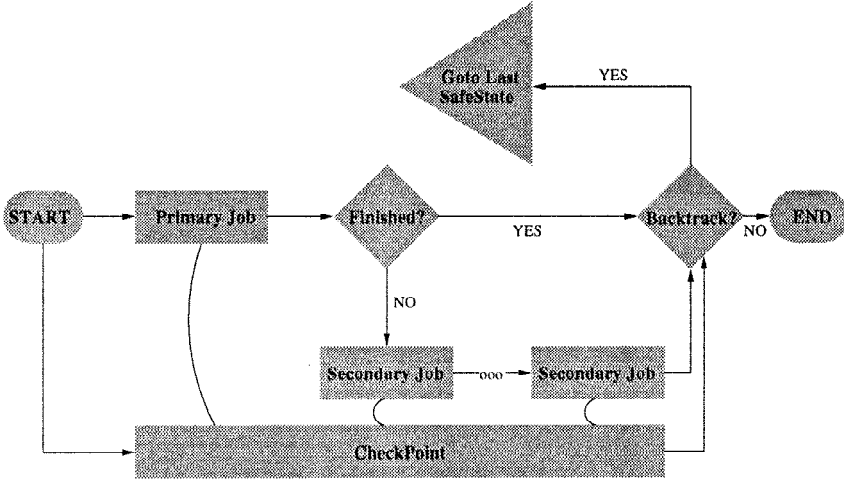 Goto Last
SafeState
YES
START
Primary Job
Finished?
YES
Backtrack?
NO
END
NO
Secondary Job
ooo
Secondary Job
CheckPoint